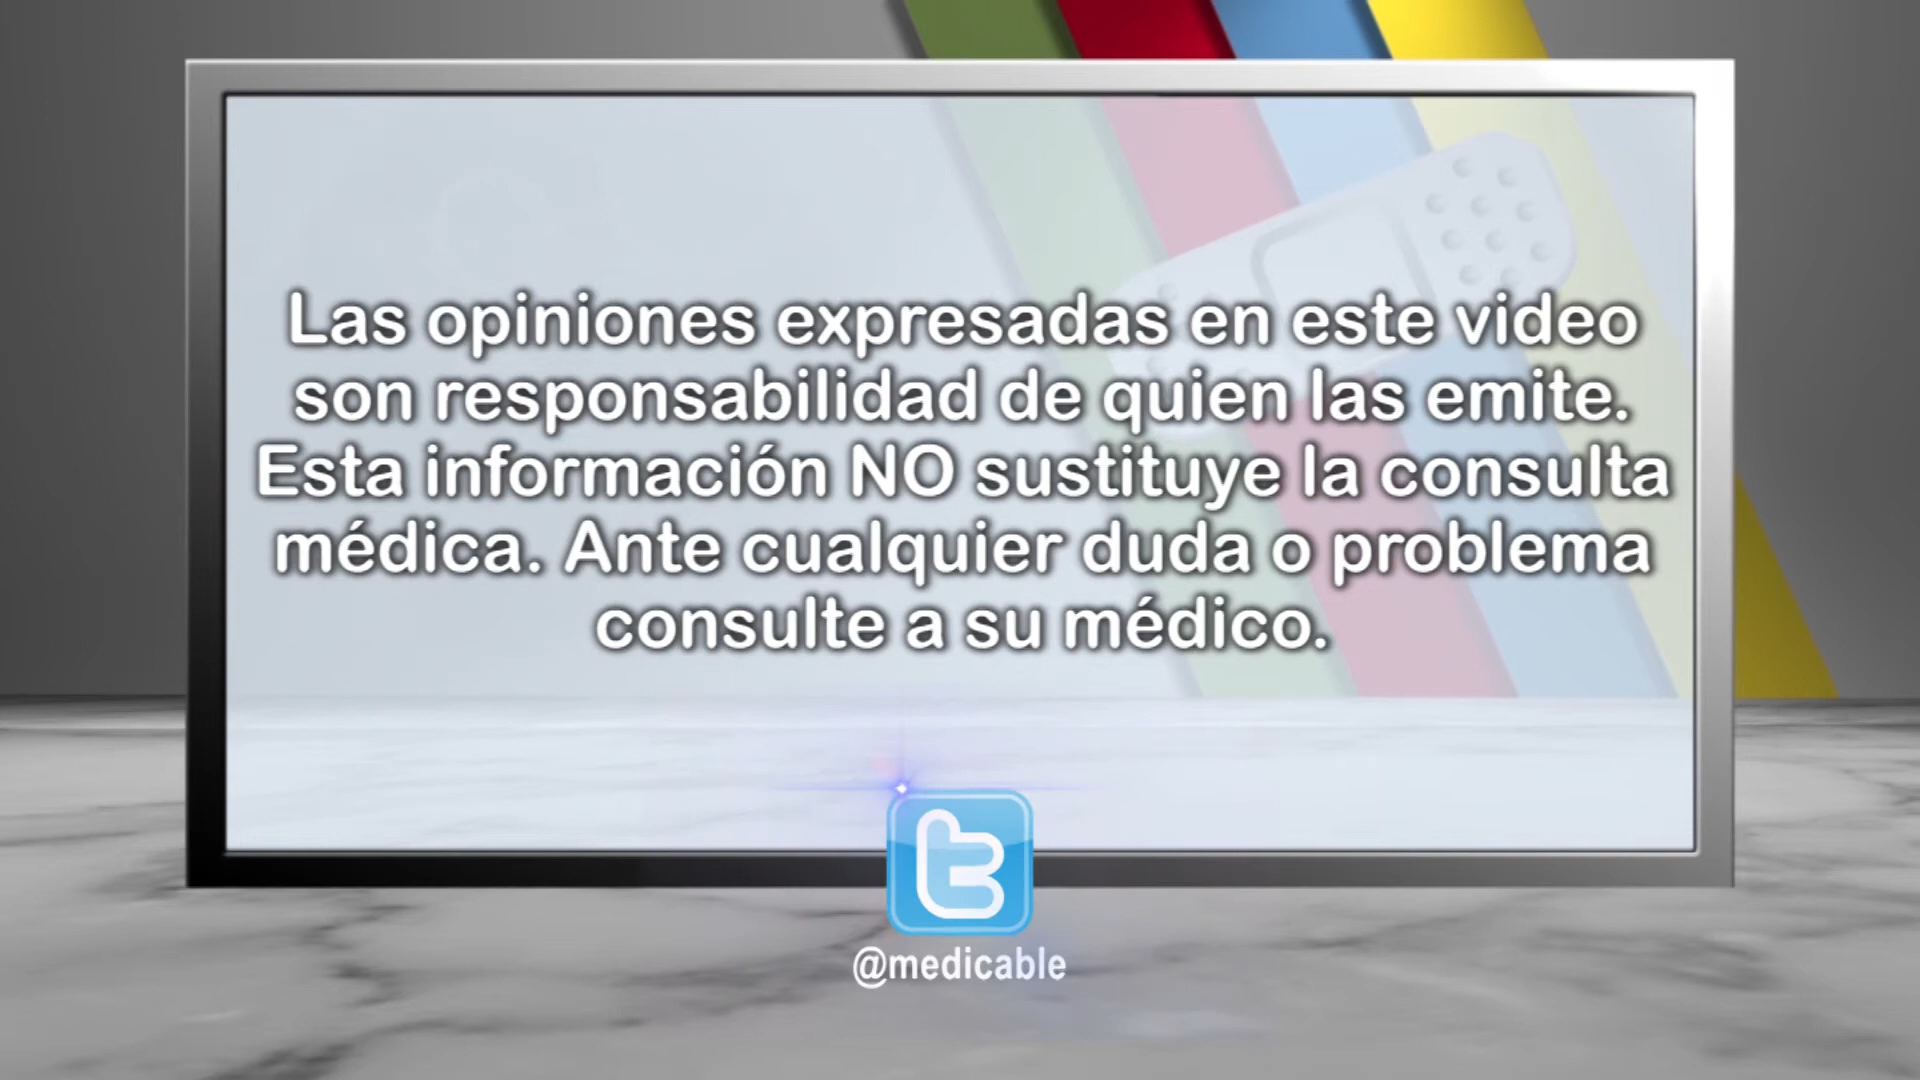 Las opiniones expresadas en este video
son responsabilidad de quien las emite.
Esta información NO sustituye la consulta
médica. Ante cualquier duda o problema
consulte a su médico.
t
@medicable